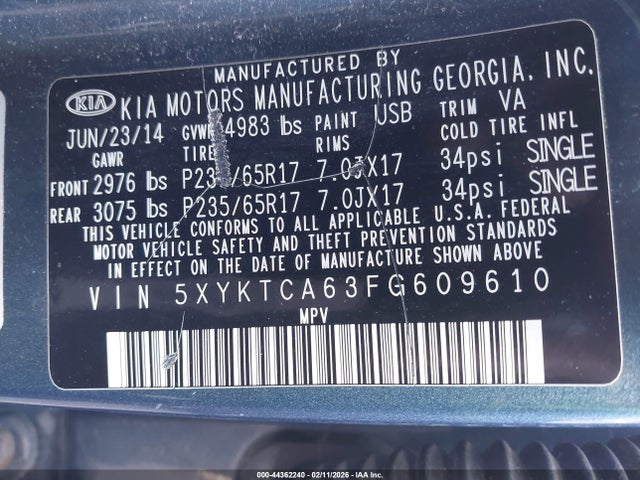 MANUFACTURED BY
KIA KIA MOTORS MANUFACTURING GEORGIA, INC.
JUN/23/14 GVWR 4983 lbs PAINT USB TRIM VA
GAWR TIRE RIMS COLD TIRE INFL
FRONT 2976 lbs P235/65R17 7.0JX17 34psi SINGLE
REAR 3075 lbs P235/65R17 7.0JX17 34psi SINGLE
THIS VEHICLE CONFORMS TO ALL APPLICABLE U.S.A. FEDERAL
MOTOR VEHICLE SAFETY AND THEFT PREVENTION STANDARDS
IN EFFECT ON THE DATE OF MANUFACTURE SHOWN ABOVE
VIN 5XYKTCA63FG609610
MPV
000-44362240 - 02/11/2026 - IAA Inc.